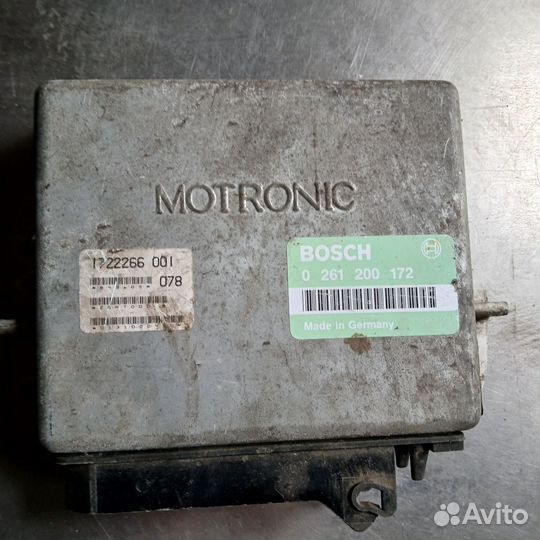 MOTRONIC
1722266 001
078
BOSCH
0 261 200 172
Made in Germany
Avito